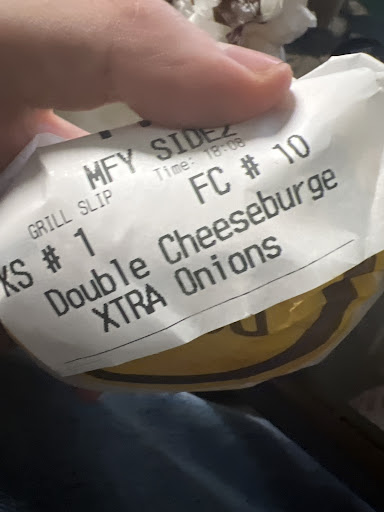 MFY SIDE2
Time: 18:08
GRILL SLIP
KS # 1 FC # 10
Double Cheeseburge
XTRA Onions